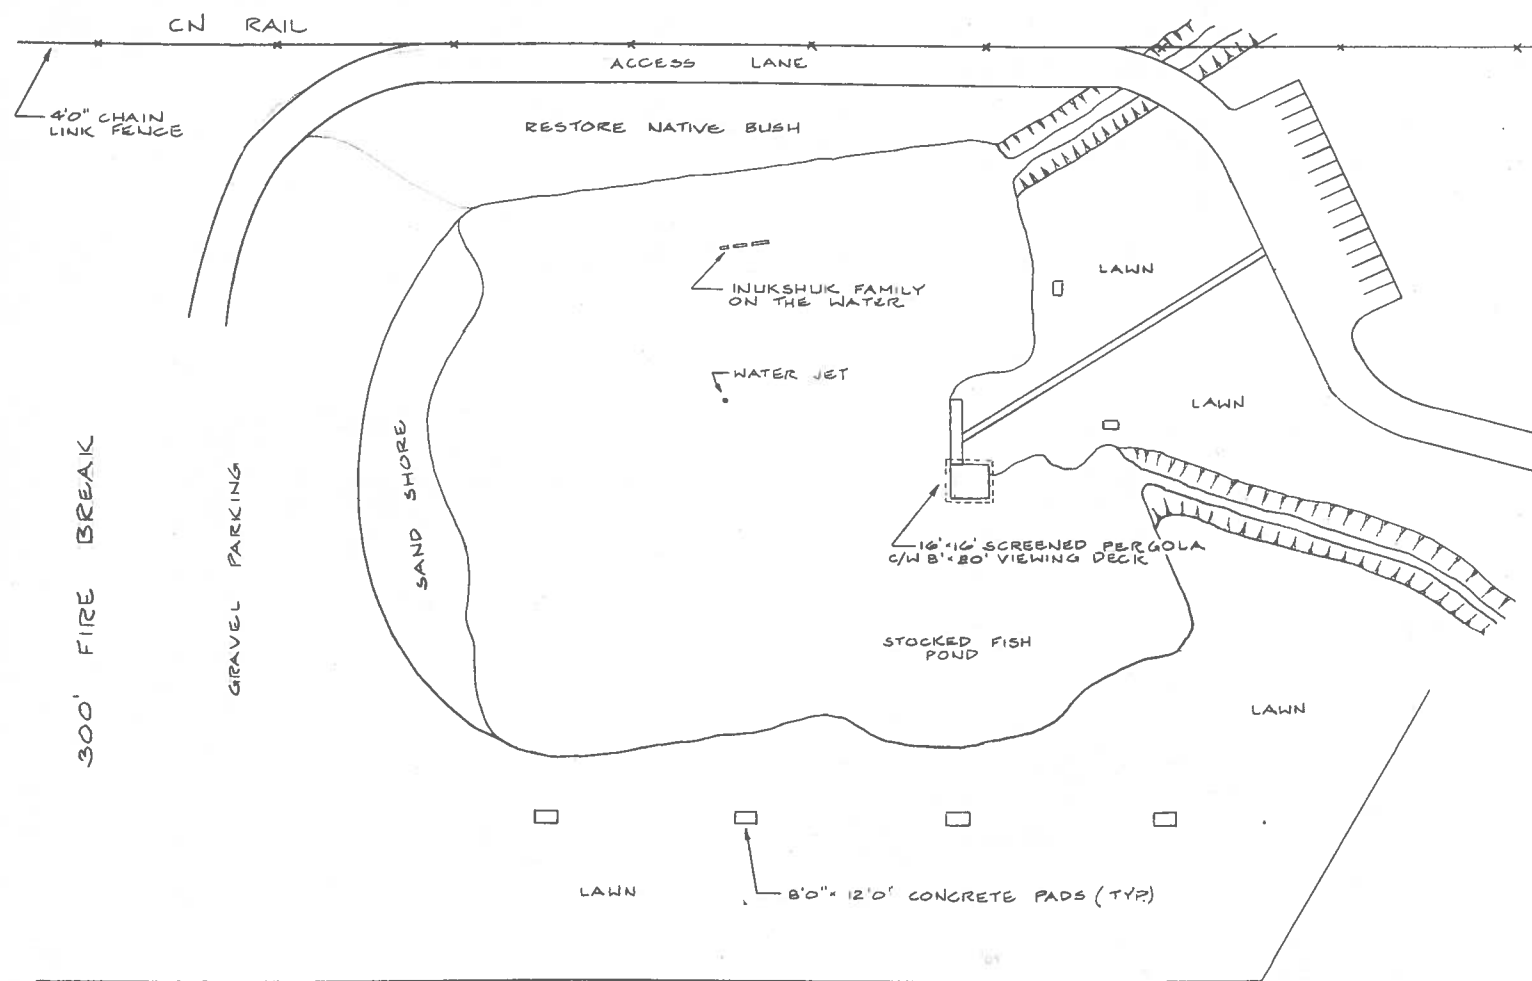 CN RAIL
ACCESS LANE
4'0" CHAIN
LINK FENCE
RESTORE NATIVE BUSH
LAWN
INUKSHUK FAMILY
ON THE WATER
WATER JET
LAWN
300' FIRE BREAK
GRAVEL PARKING
SAND SHORE
16'×16' SCREENED PERGOLA
C/W 8'×20' VIEWING DECK
STOCKED FISH
POND
LAWN
LAWN
8'0"× 12'0" CONCRETE PADS (TYP.)